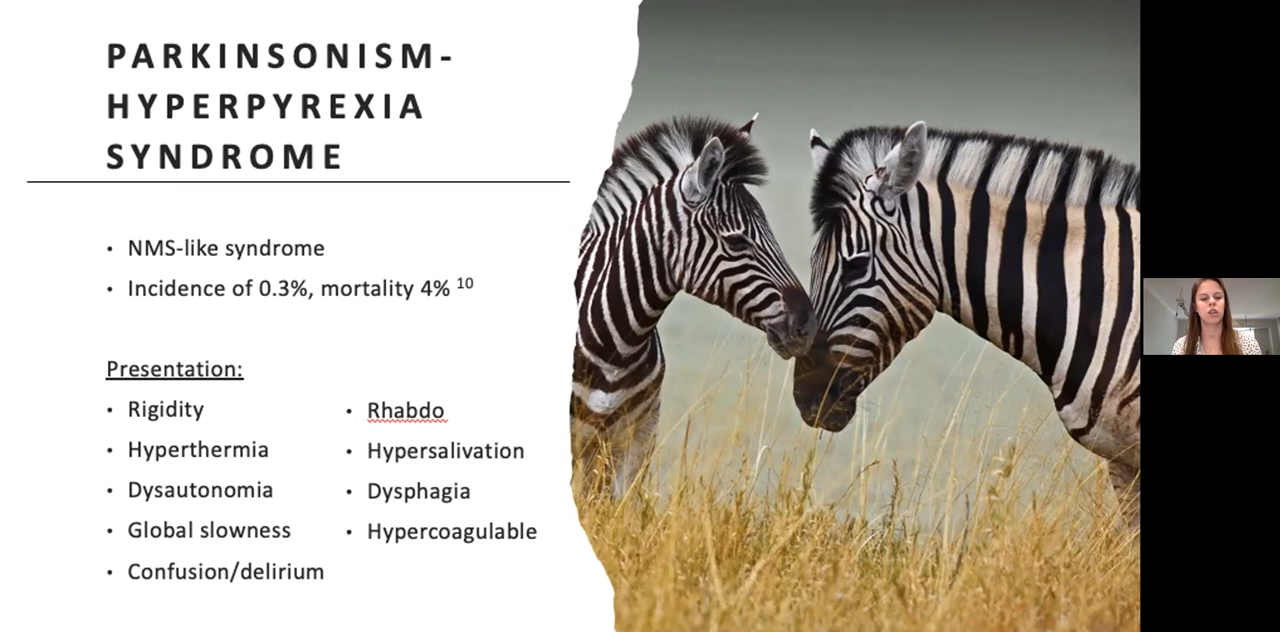 PARKINSONISM-
HYPERPYREXIA
SYNDROME
• NMS-like syndrome
• Incidence of 0.3%, mortality 4% 10
Presentation:
• Rigidity
• Hyperthermia
• Dysautonomia
• Global slowness
• Confusion/delirium
• Rhabdo
• Hypersalivation
• Dysphagia
• Hypercoagulable